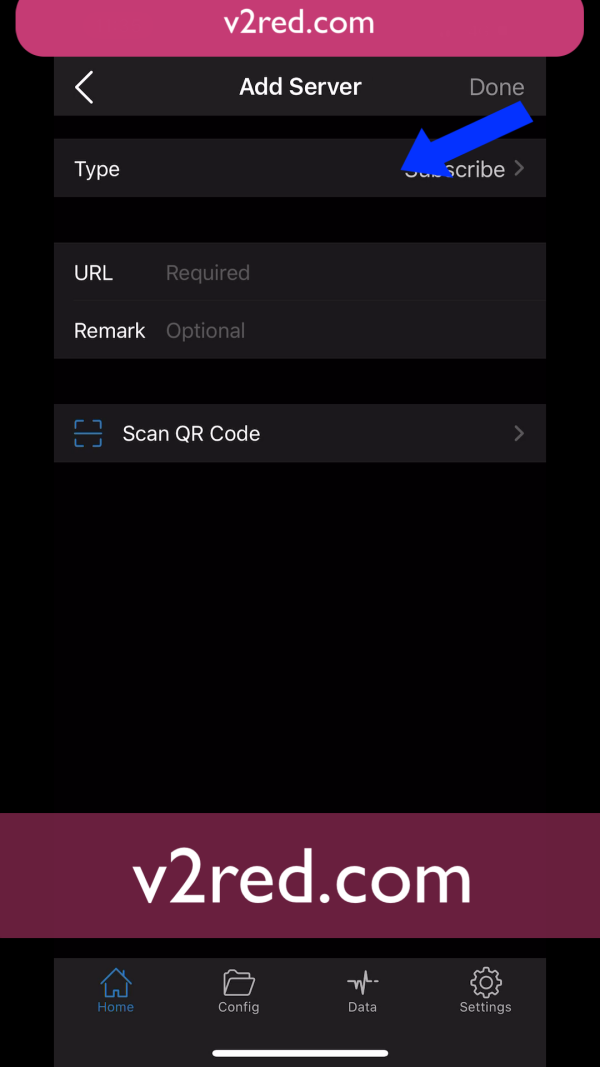 v2red.com
Add Server Done
Type Subscribe
URL Required
Remark Optional
Scan QR Code
v2red.com
Home Config Data Settings